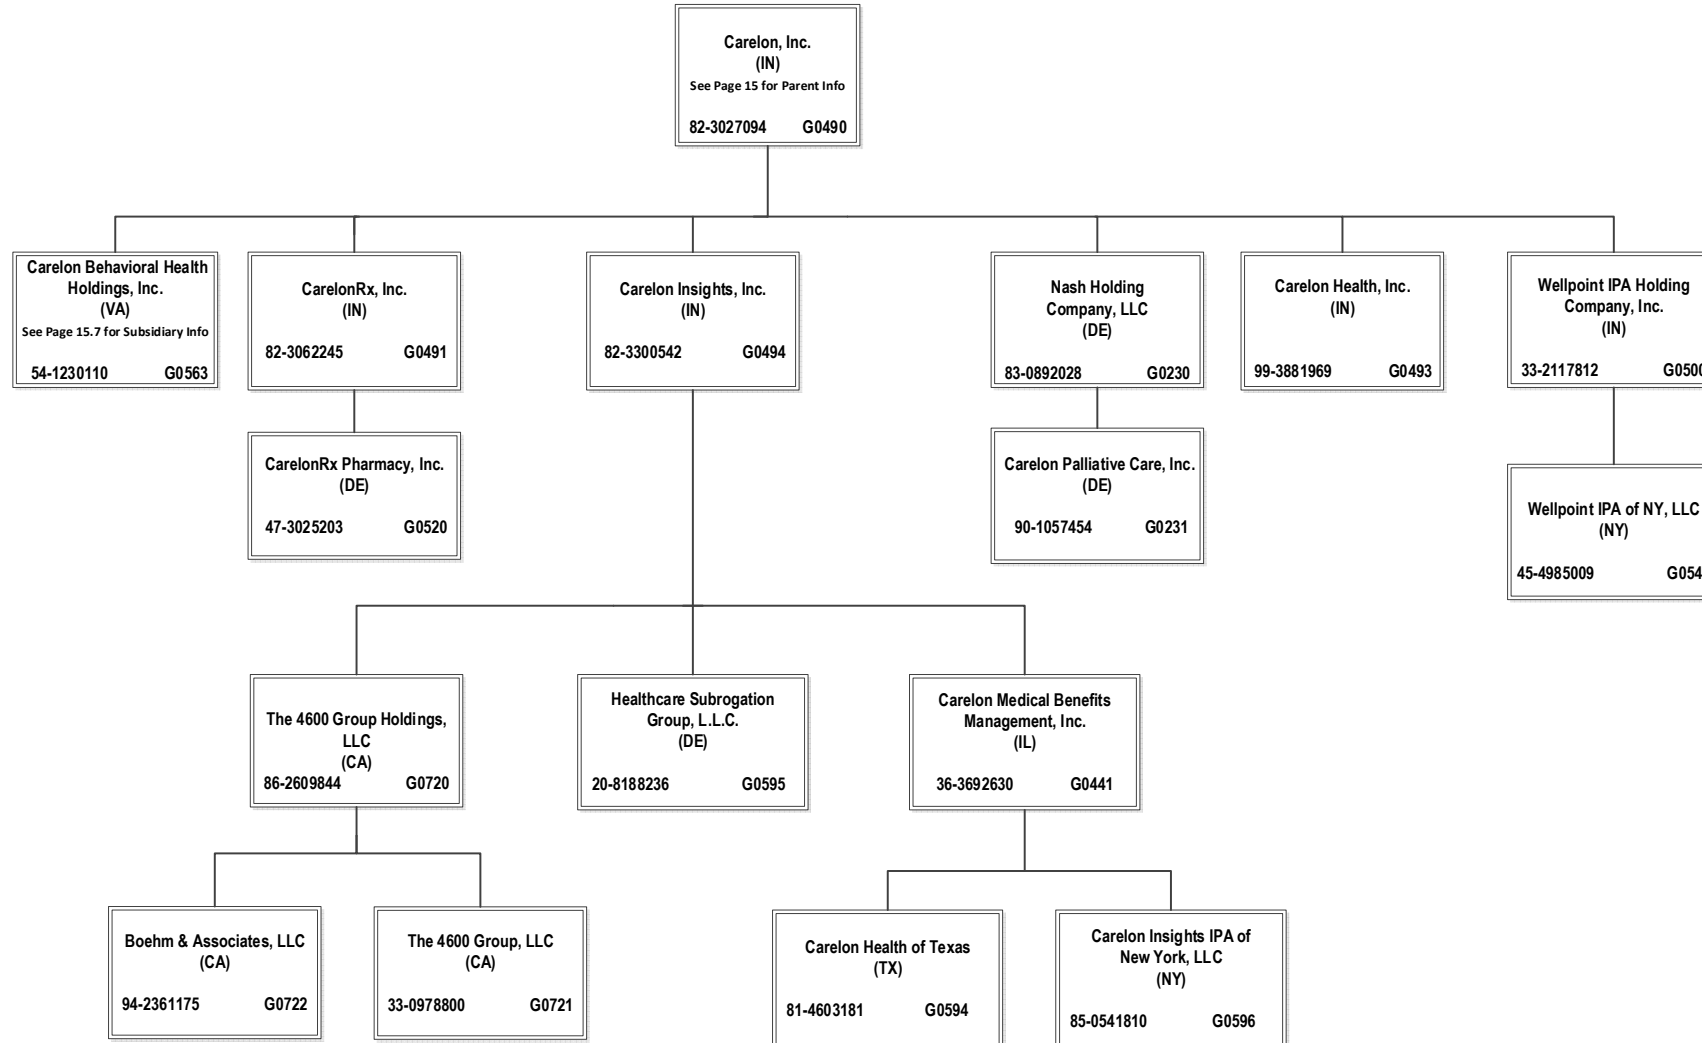 Carelon, Inc.
(IN)
See Page 15 for Parent Info
82-3027094 G0490
Carelon Behavioral Health
Holdings, Inc.
(VA)
See Page 15.7 for Subsidiary Info
54-1230110 G0563
CarelonRx, Inc.
(IN)
82-3062245 G0491
Carelon Insights, Inc.
(IN)
82-3300542 G0494
Nash Holding
Company, LLC
(DE)
83-0892028 G0230
Carelon Health, Inc.
(IN)
99-3881969 G0493
Wellpoint IPA Holding
Company, Inc.
(IN)
33-2117812 G0500
CarelonRx Pharmacy, Inc.
(DE)
47-3025203 G0520
Carelon Palliative Care, Inc.
(DE)
90-1057454 G0231
Wellpoint IPA of NY, LLC
(NY)
45-4985009
The 4600 Group Holdings,
LLC
(CA)
86-2609844 G0720
Healthcare Subrogation
Group, L.L.C.
(DE)
20-8188236 G0595
Carelon Medical Benefits
Management, Inc.
(IL)
36-3692630 G0441
Boehm & Associates, LLC
(CA)
94-2361175 G0722
The 4600 Group, LLC
(CA)
33-0978800 G0721
Carelon Health of Texas
(TX)
81-4603181 G0594
Carelon Insights IPA of
New York, LLC
(NY)
85-0541810 G0596